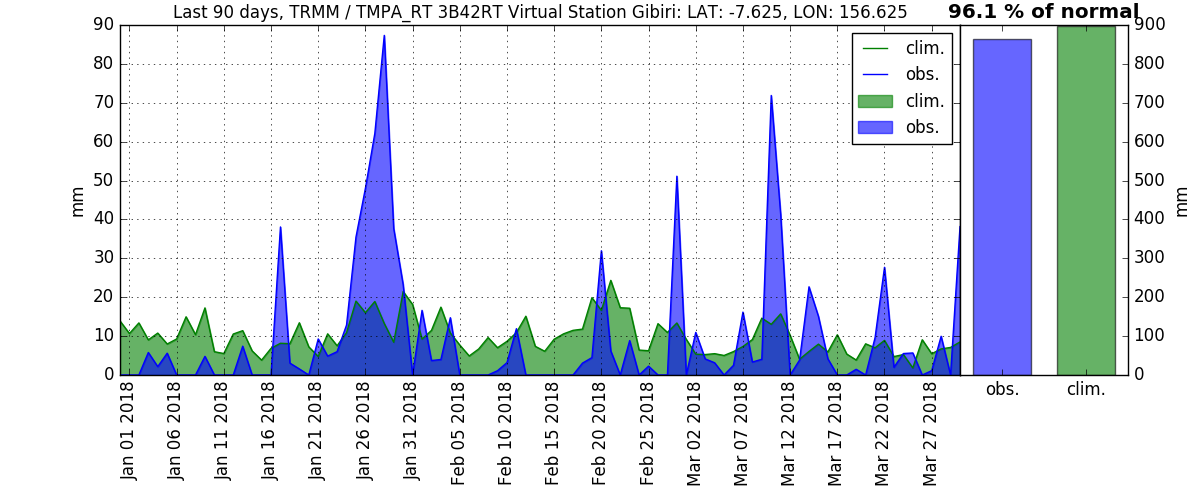 Last 90 days, TRMM / TMPA_RT 3B42RT Virtual Station Gibiri: LAT: -7.625, LON: 156.625
96.1 % of normal
90
80
70
60
50
40
30
20
10
0
mm
clim.
obs.
clim.
obs.
900
800
700
600
500
400
300
200
100
0
mm
Jan 01 2018
Jan 06 2018
Jan 11 2018
Jan 16 2018
Jan 21 2018
Jan 26 2018
Jan 31 2018
Feb 05 2018
Feb 10 2018
Feb 15 2018
Feb 20 2018
Feb 25 2018
Mar 02 2018
Mar 07 2018
Mar 12 2018
Mar 17 2018
Mar 22 2018
Mar 27 2018
obs.
clim.